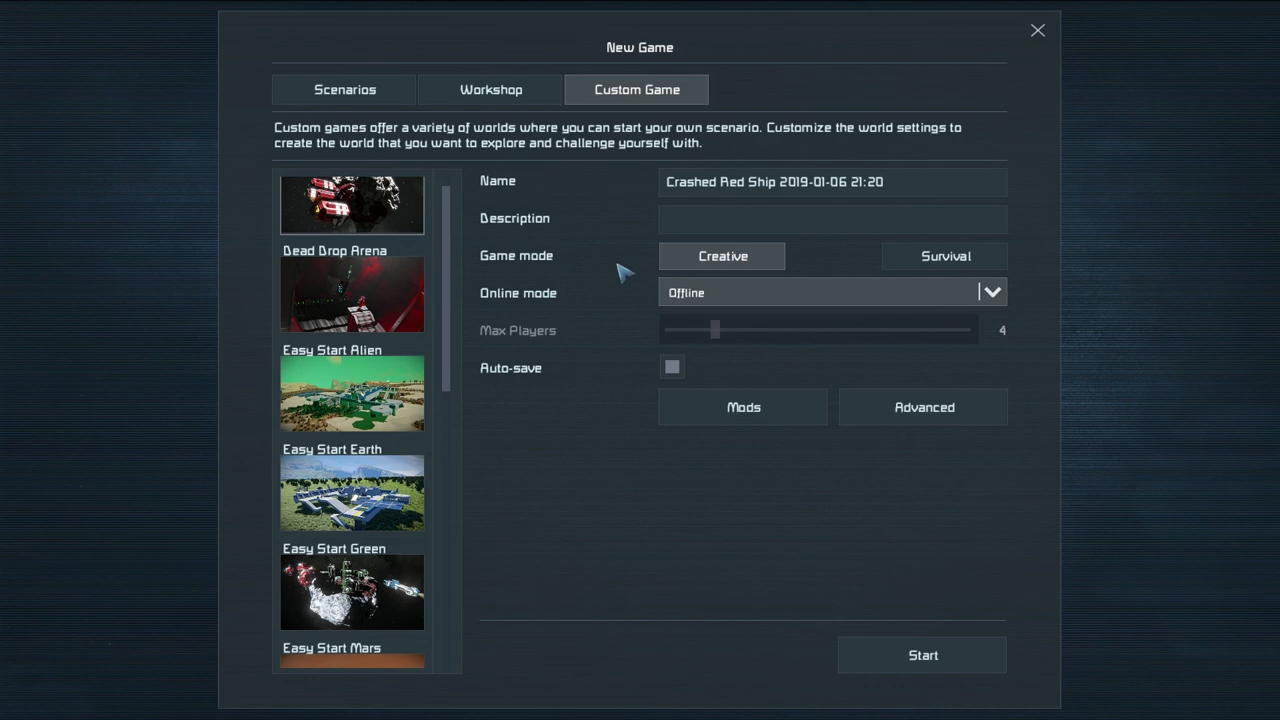 New Game
Scenarios
Workshop
Custom Game
Custom games offer a variety of worlds where you can start your own scenario. Customize the world settings to
create the world that you want to explore and challenge yourself with.
Dead Drop Arena
Easy Start Alien
Easy Start Earth
Easy Start Green
Easy Start Mars
Name
Crashed Red Ship 2019-01-06 21:20
Description
Game mode
Creative
Survival
Online mode
Offline
Max Players
4
Auto-save
Mods
Advanced
Start